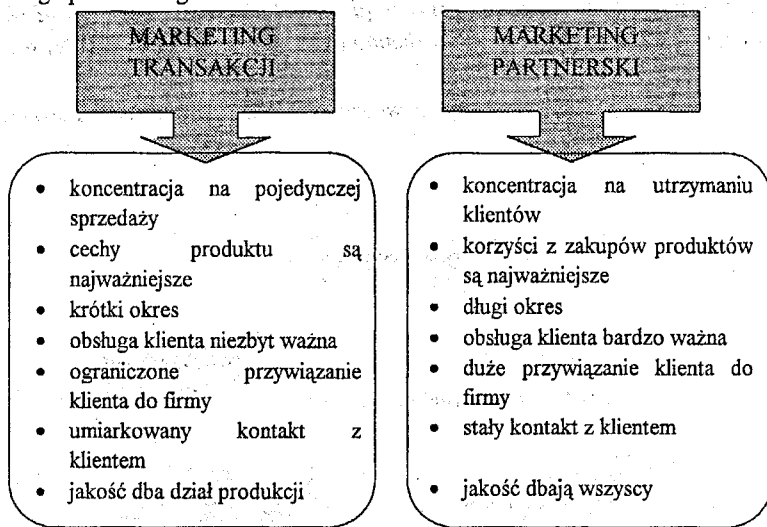 MARKETING
TRANSAKCJI
• koncentracja na pojedynczej
sprzedaży
• cechy produktu są
najważniejsze
• krótki okres
• obsługa klienta niezbyt ważna
• ograniczone przywiązanie
klienta do firmy
• umiarkowany kontakt z
klientem
• jakość dba dział produkcji
MARKETING
PARTNERSKI
• koncentracja na utrzymaniu
klientów
• korzyści z zakupów produktów
są najważniejsze
• długi okres
• obsługa klienta bardzo ważna
• duże przywiązanie klienta do
firmy
• stały kontakt z klientem
• jakość dbają wszyscy